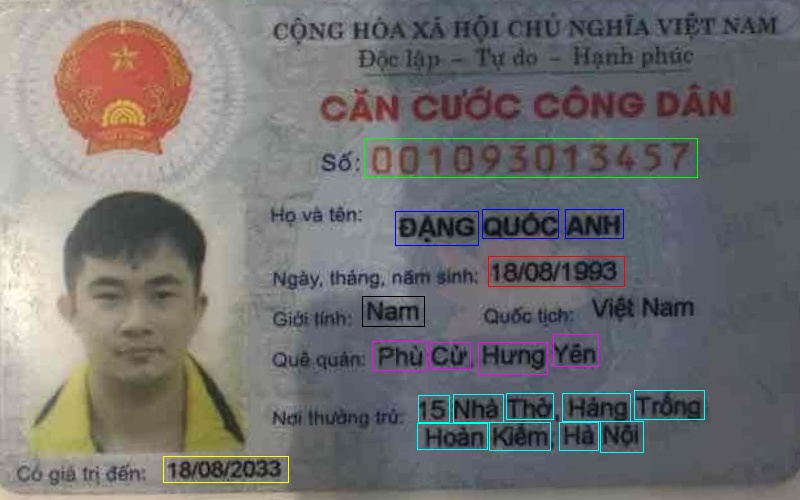 CỘNG HÒA XÃ HỘI CHỦ NGHĨA VIỆT NAM
Độc lập – Tự do – Hạnh phúc
CĂN CƯỚC CÔNG DÂN
Số: 001093013457
Họ và tên: ĐẶNG QUỐC ANH
Ngày, tháng, năm sinh: 18/08/1993
Giới tính: Nam Quốc tịch: Việt Nam
Quê quán: Phù Cừ, Hưng Yên
Nơi thường trú: 15 Nhà Thờ, Hàng Trống
Hoàn Kiếm, Hà Nội
Có giá trị đến: 18/08/2033